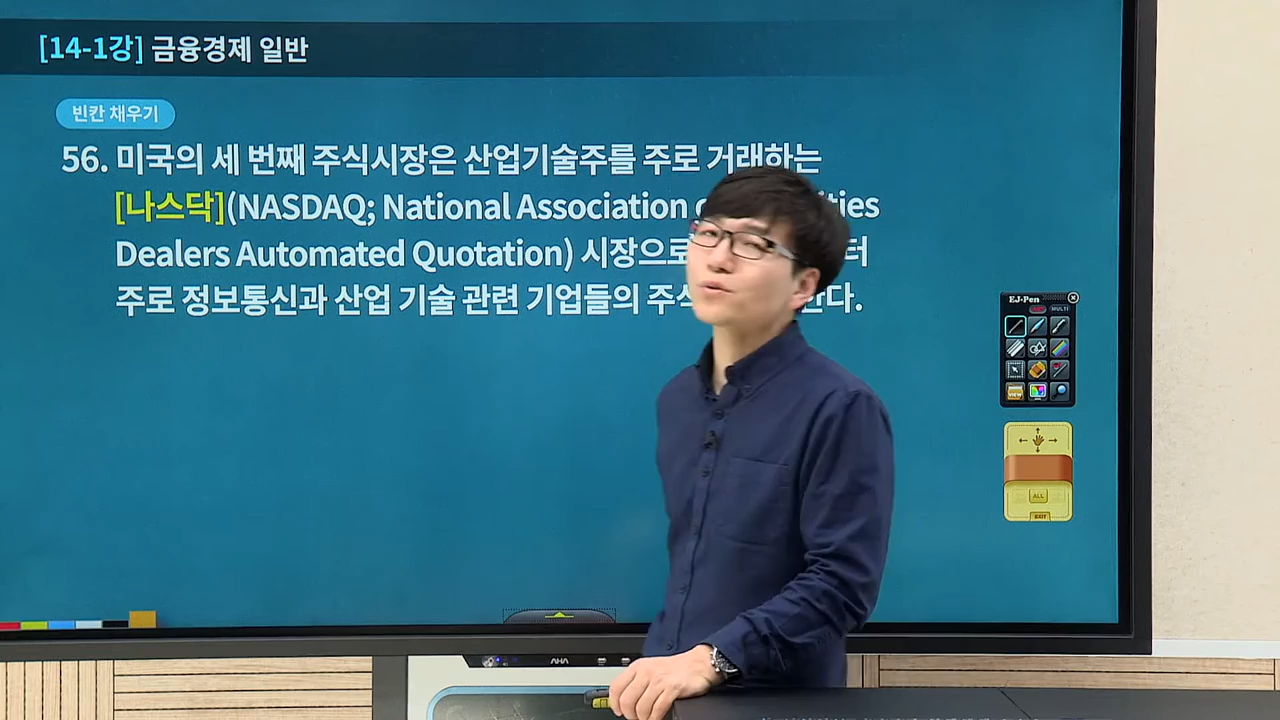 [14-1강] 금융경제 일반
빈칸 채우기
56. 미국의 세 번째 주식시장은 산업기술주를 주로 거래하는
[나스닥](NASDAQ; National Association
Dealers Automated Quotation) 시장으로
주로 정보통신과 산업 기술 관련 기업들의
EJ-Pen
MULTI
VIEW
ALL
EXIT
AHA